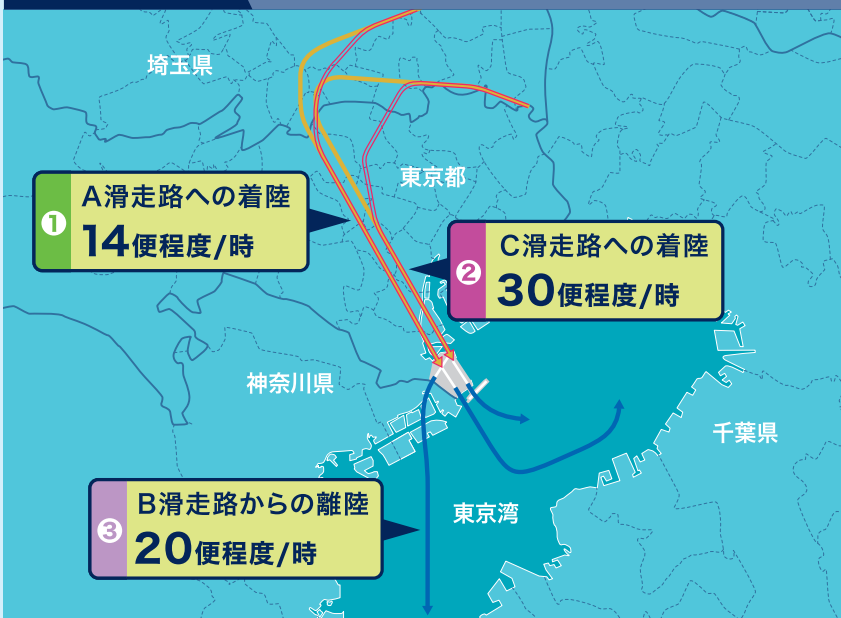 埼玉県
東京都
❶
A滑走路への着陸
14便程度/時
❷
C滑走路への着陸
30便程度/時
神奈川県
千葉県
❸
B滑走路からの離陸
20便程度/時
東京湾